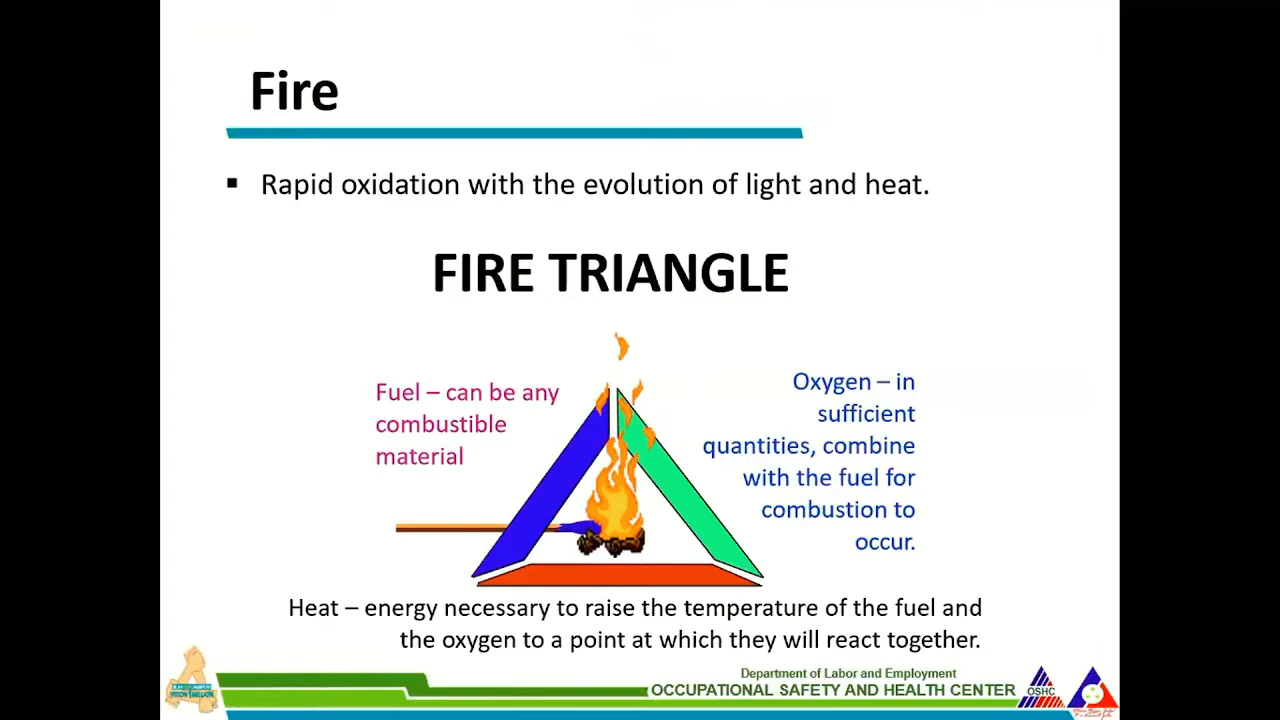 Fire
▪ Rapid oxidation with the evolution of light and heat.
FIRE TRIANGLE
Fuel – can be any
combustible
material
Oxygen – in
sufficient
quantities, combine
with the fuel for
combustion to
occur.
Heat – energy necessary to raise the temperature of the fuel and
the oxygen to a point at which they will react together.
Department of Labor and Employment
OCCUPATIONAL SAFETY AND HEALTH CENTER
OSHC